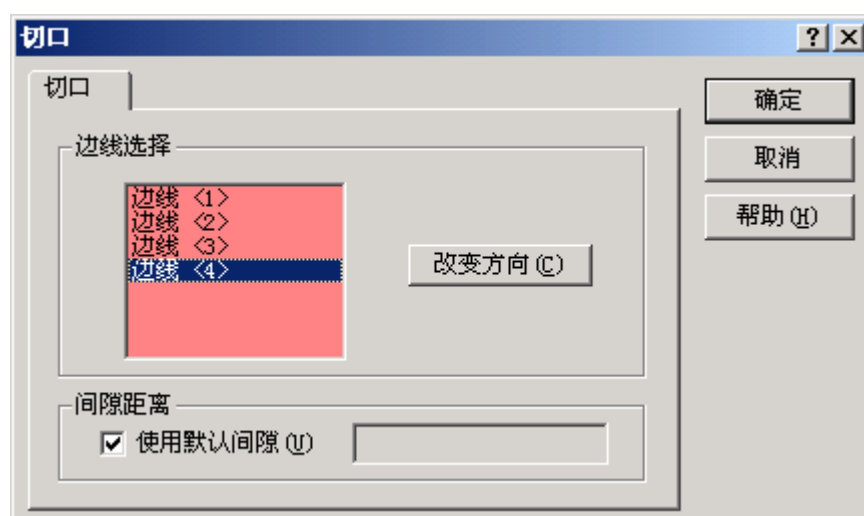 切口
切口
确定
边线选择
取消
边线 <1>
边线 <2>
帮助(H)
边线 <3>
改变方向(C)
边线 <4>
间隙距离
使用默认间隙(U)